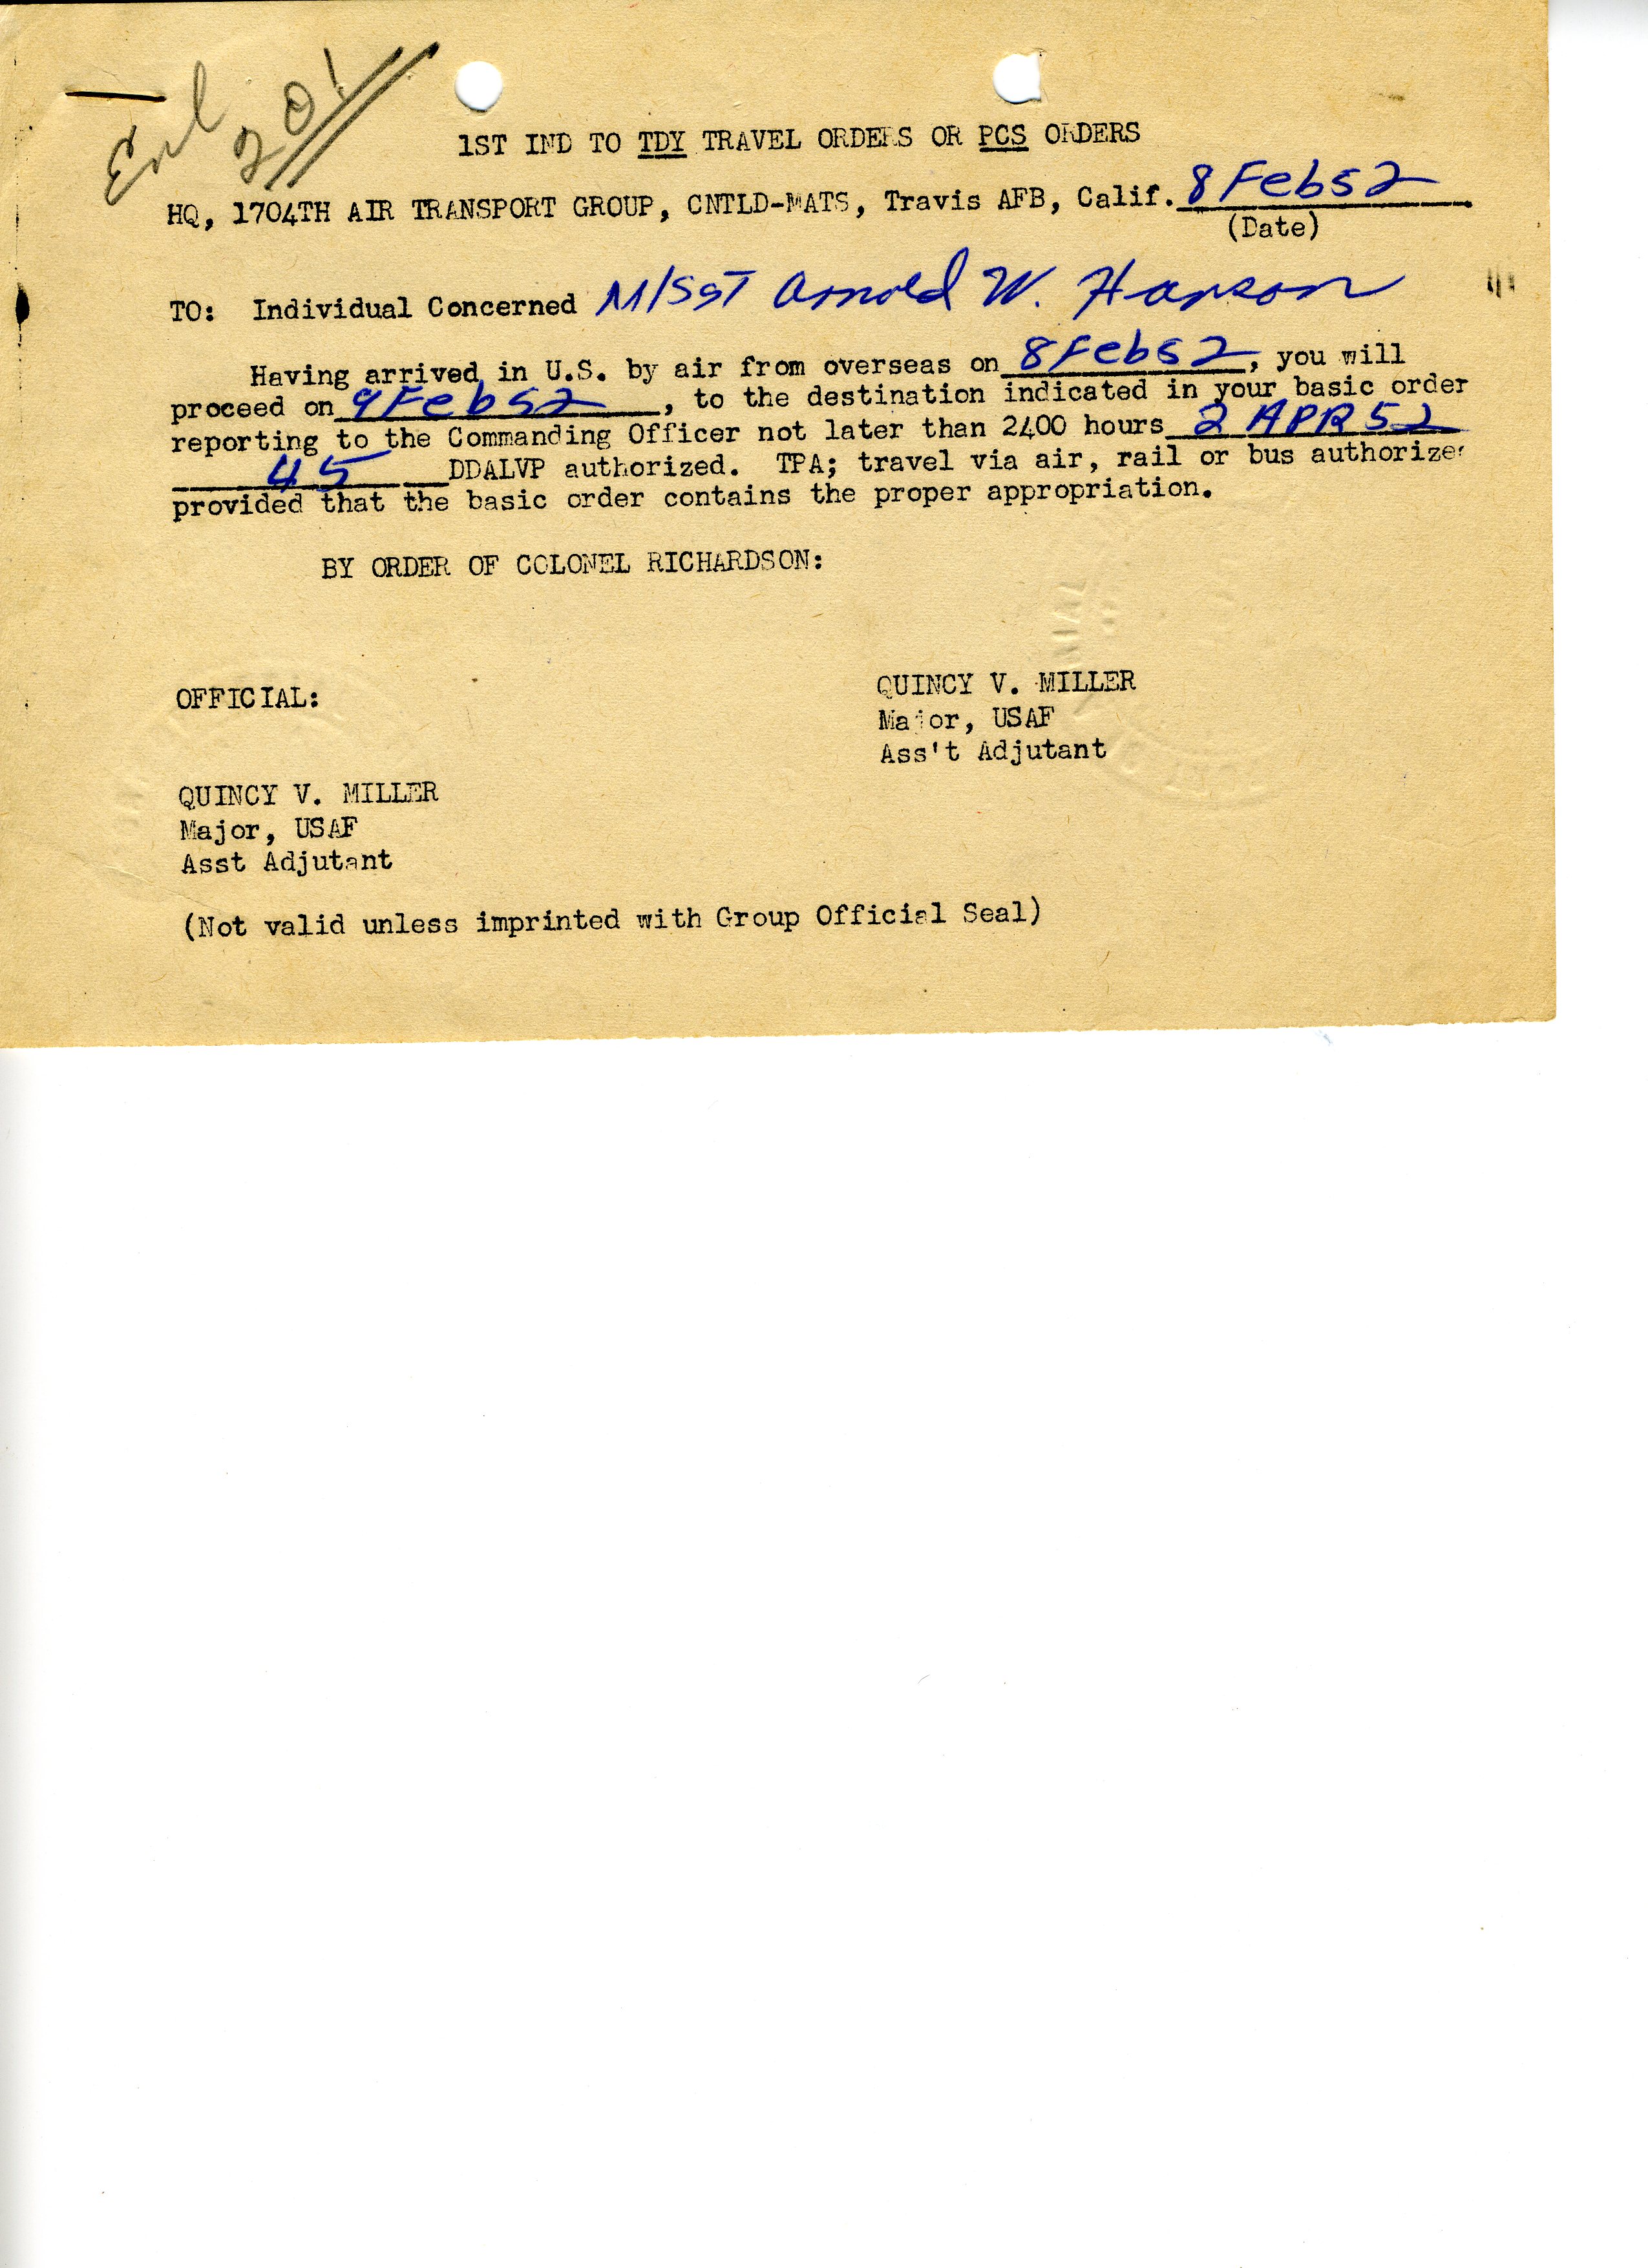 Enl
201
1ST IND TO TDY TRAVEL ORDERS OR PCS ORDERS
HQ, 1704TH AIR TRANSPORT GROUP, CNTLD-MATS, Travis AFB, Calif. 8 Feb 52
(Date)
TO: Individual Concerned M/SGT Arnold W. Hanson
Having arrived in U.S. by air from overseas on 8 Feb 52, you will
proceed on 9 Feb 52, to the destination indicated in your basic order
reporting to the Commanding Officer not later than 2400 hours 2 APR 52
45 DDALVP authorized. TPA; travel via air, rail or bus authorize
provided that the basic order contains the proper appropriation.
BY ORDER OF COLONEL RICHARDSON:
QUINCY V. MILLER
Major, USAF
Ass't Adjutant
OFFICIAL:
QUINCY V. MILLER
Major, USAF
Asst Adjutant
(Not valid unless imprinted with Group Official Seal)